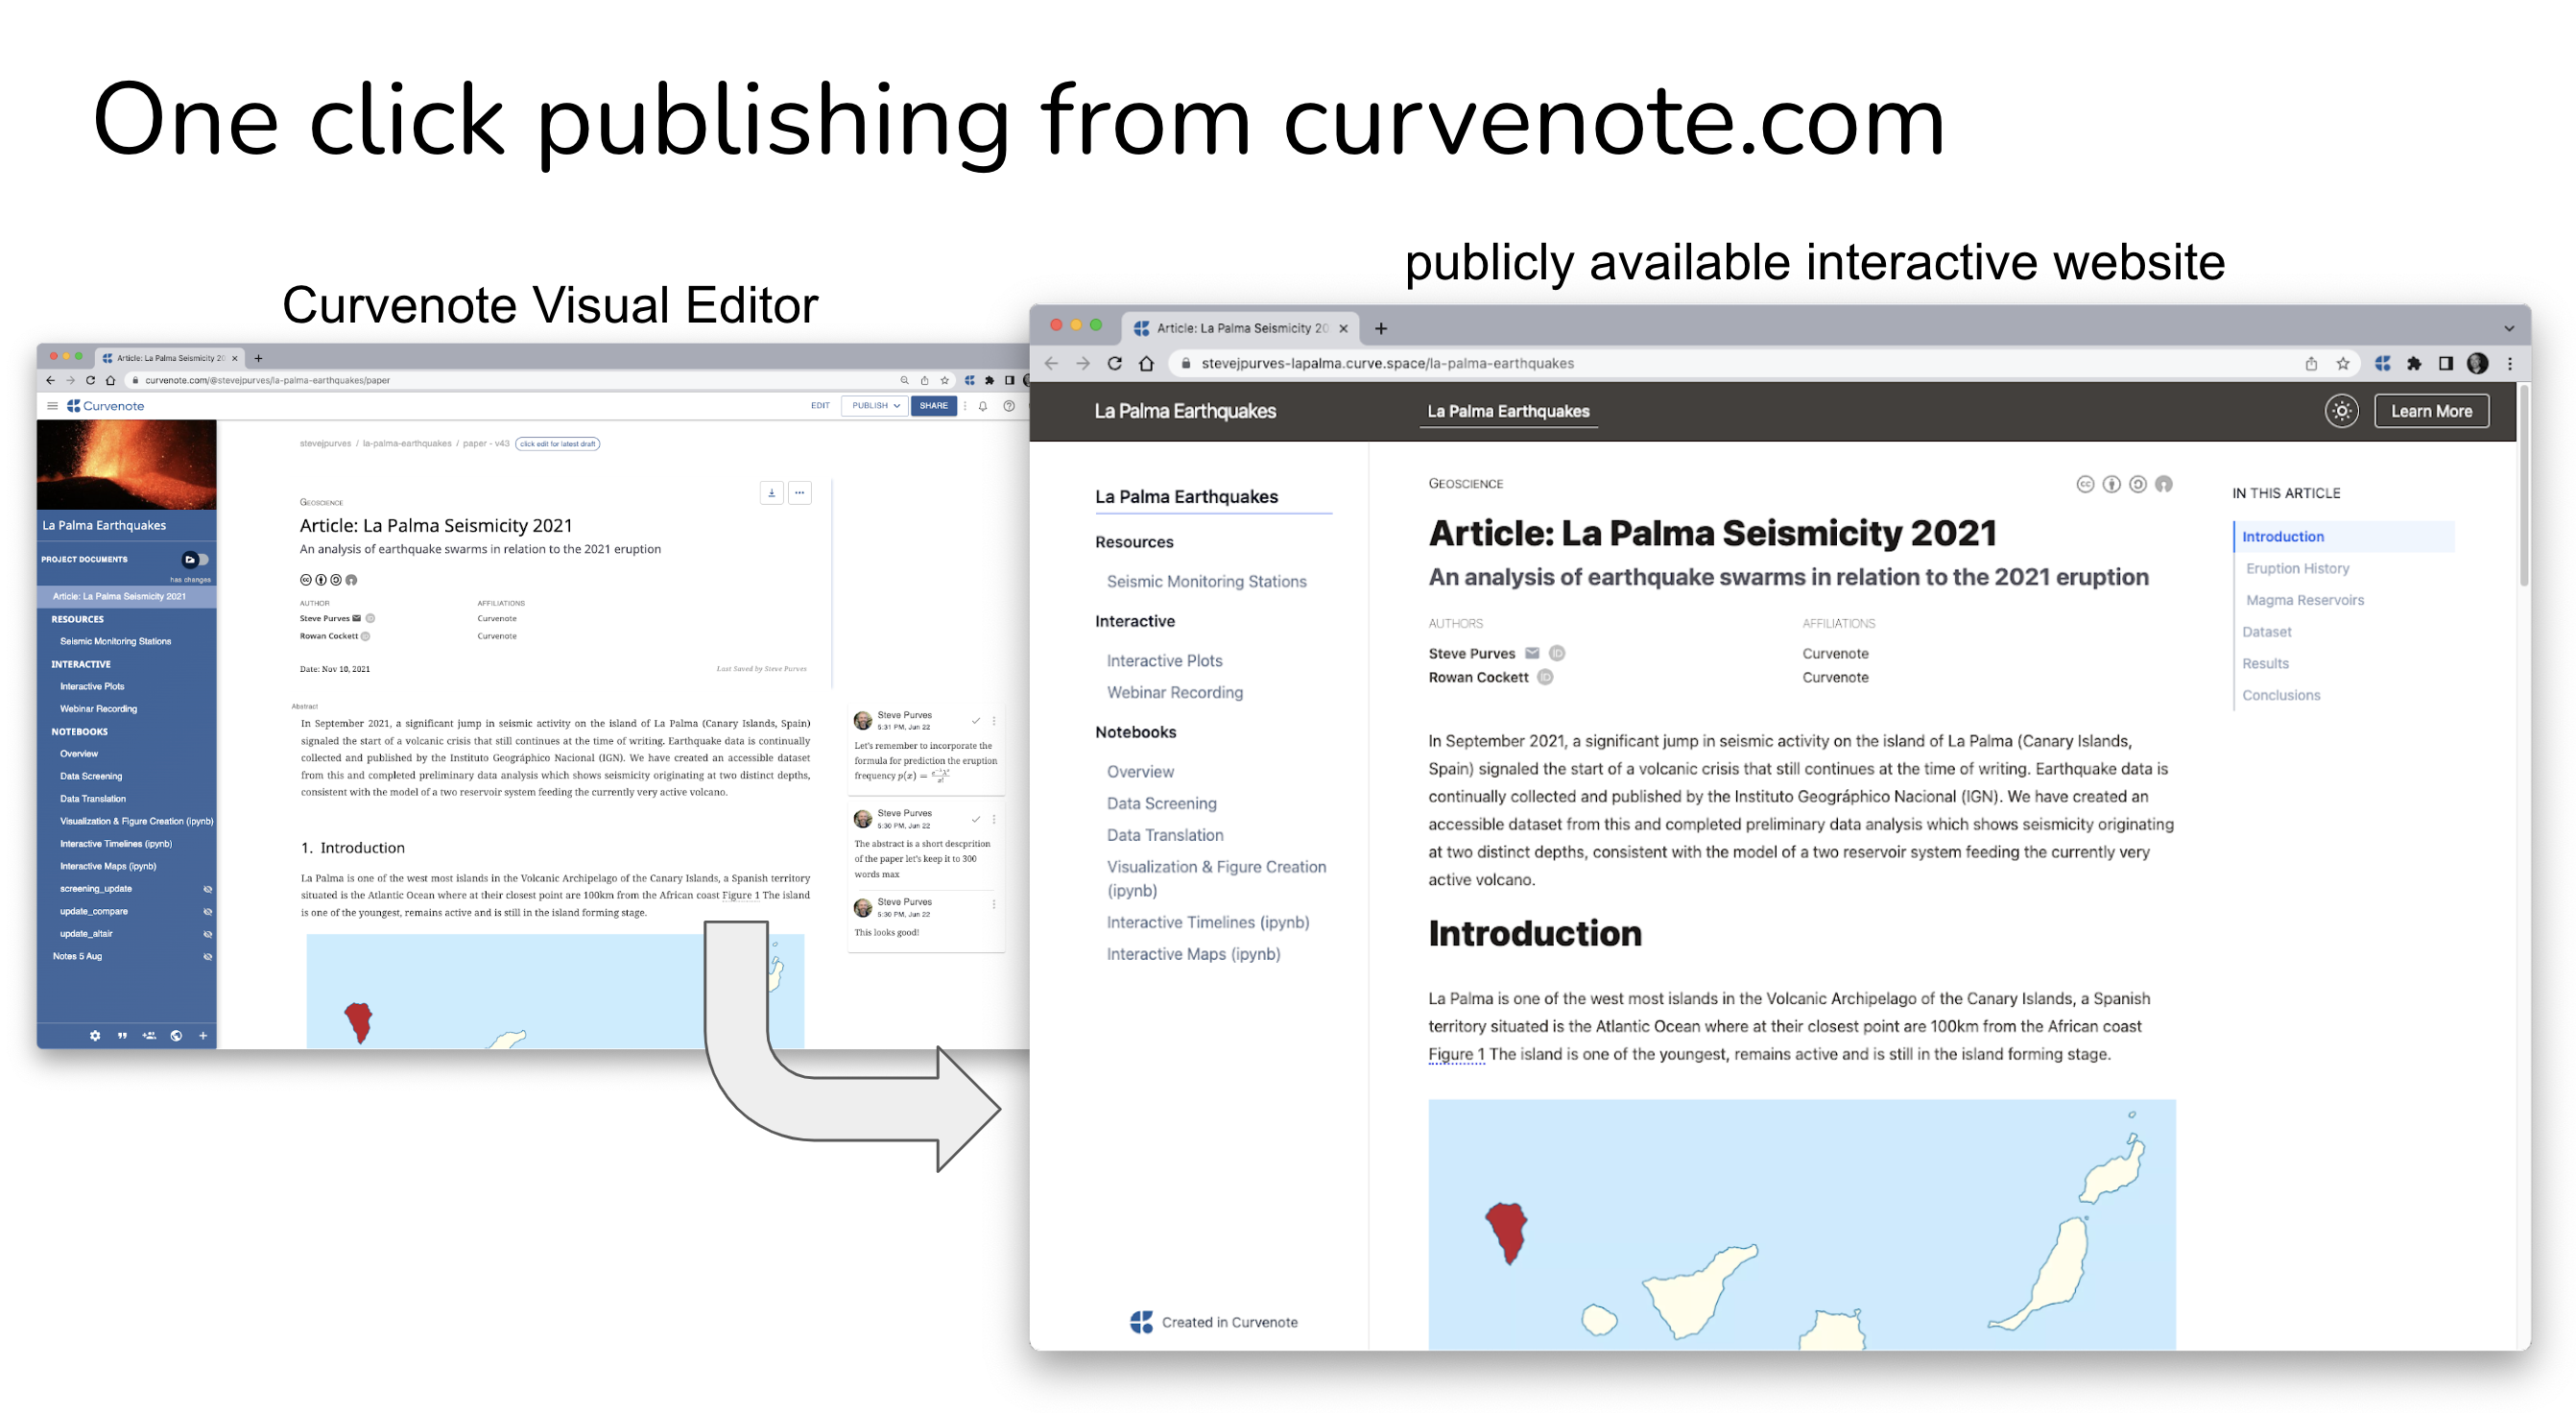 One click publishing from curvenote.com
Curvenote Visual Editor
publicly available interactive website
Article: La Palma Seismicity 20
curvenote.com/@stevejpurves/la-palma-earthquakes/paper
Curvenote
EDIT
PUBLISH
SHARE
La Palma Earthquakes
PROJECT DOCUMENTS
has changes
Article: La Palma Seismicity 2021
RESOURCES
Seismic Monitoring Stations
INTERACTIVE
Interactive Plots
Webinar Recording
NOTEBOOKS
Overview
Data Screening
Data Translation
Visualization & Figure Creation (ipynb)
Interactive Timelines (ipynb)
Interactive Maps (ipynb)
screening_update
update_compare
update_altair
Notes 5 Aug
stevejpurves / la-palma-earthquakes / paper - v43 click edit for latest draft
GEOSCIENCE
Article: La Palma Seismicity 2021
An analysis of earthquake swarms in relation to the 2021 eruption
AUTHOR AFFILIATIONS
Steve Purves Curvenote
Rowan Cockett Curvenote
Date: Nov 10, 2021 Last Saved by Steve Purves
Abstract
In September 2021, a significant jump in seismic activity on the island of La Palma (Canary Islands, Spain)
signaled the start of a volcanic crisis that still continues at the time of writing. Earthquake data is continually
collected and published by the Instituto Geográphico Nacional (IGN). We have created an accessible dataset
from this and completed preliminary data analysis which shows seismicity originating at two distinct depths,
consistent with the model of a two reservoir system feeding the currently very active volcano.
1. Introduction
La Palma is one of the west most islands in the Volcanic Archipelago of the Canary Islands, a Spanish territory
situated is the Atlantic Ocean where at their closest point are 100km from the African coast Figure 1 The island
is one of the youngest, remains active and is still in the island forming stage.
Steve Purves
5:31 PM, Jun 22
Let's remember to incorporate the
formula for prediction the eruption
frequency p(x) =
Steve Purves
5:30 PM, Jun 22
The abstract is a short descprition
of the paper let's keep it to 300
words max
Steve Purves
5:30 PM, Jun 22
This looks good!
Article: La Palma Seismicity 20
stevejpurves-lapalma.curve.space/la-palma-earthquakes
La Palma Earthquakes
La Palma Earthquakes
Learn More
La Palma Earthquakes
Resources
Seismic Monitoring Stations
Interactive
Interactive Plots
Webinar Recording
Notebooks
Overview
Data Screening
Data Translation
Visualization & Figure Creation
(ipynb)
Interactive Timelines (ipynb)
Interactive Maps (ipynb)
Created in Curvenote
GEOSCIENCE
Article: La Palma Seismicity 2021
An analysis of earthquake swarms in relation to the 2021 eruption
AUTHORS AFFILIATIONS
Steve Purves iD Curvenote
Rowan Cockett iD Curvenote
In September 2021, a significant jump in seismic activity on the island of La Palma (Canary Islands,
Spain) signaled the start of a volcanic crisis that still continues at the time of writing. Earthquake data is
continually collected and published by the Instituto Geográphico Nacional (IGN). We have created an
accessible dataset from this and completed preliminary data analysis which shows seismicity originating
at two distinct depths, consistent with the model of a two reservoir system feeding the currently very
active volcano.
Introduction
La Palma is one of the west most islands in the Volcanic Archipelago of the Canary Islands, a Spanish
territory situated is the Atlantic Ocean where at their closest point are 100km from the African coast
Figure 1 The island is one of the youngest, remains active and is still in the island forming stage.
IN THIS ARTICLE
Introduction
Eruption History
Magma Reservoirs
Dataset
Results
Conclusions